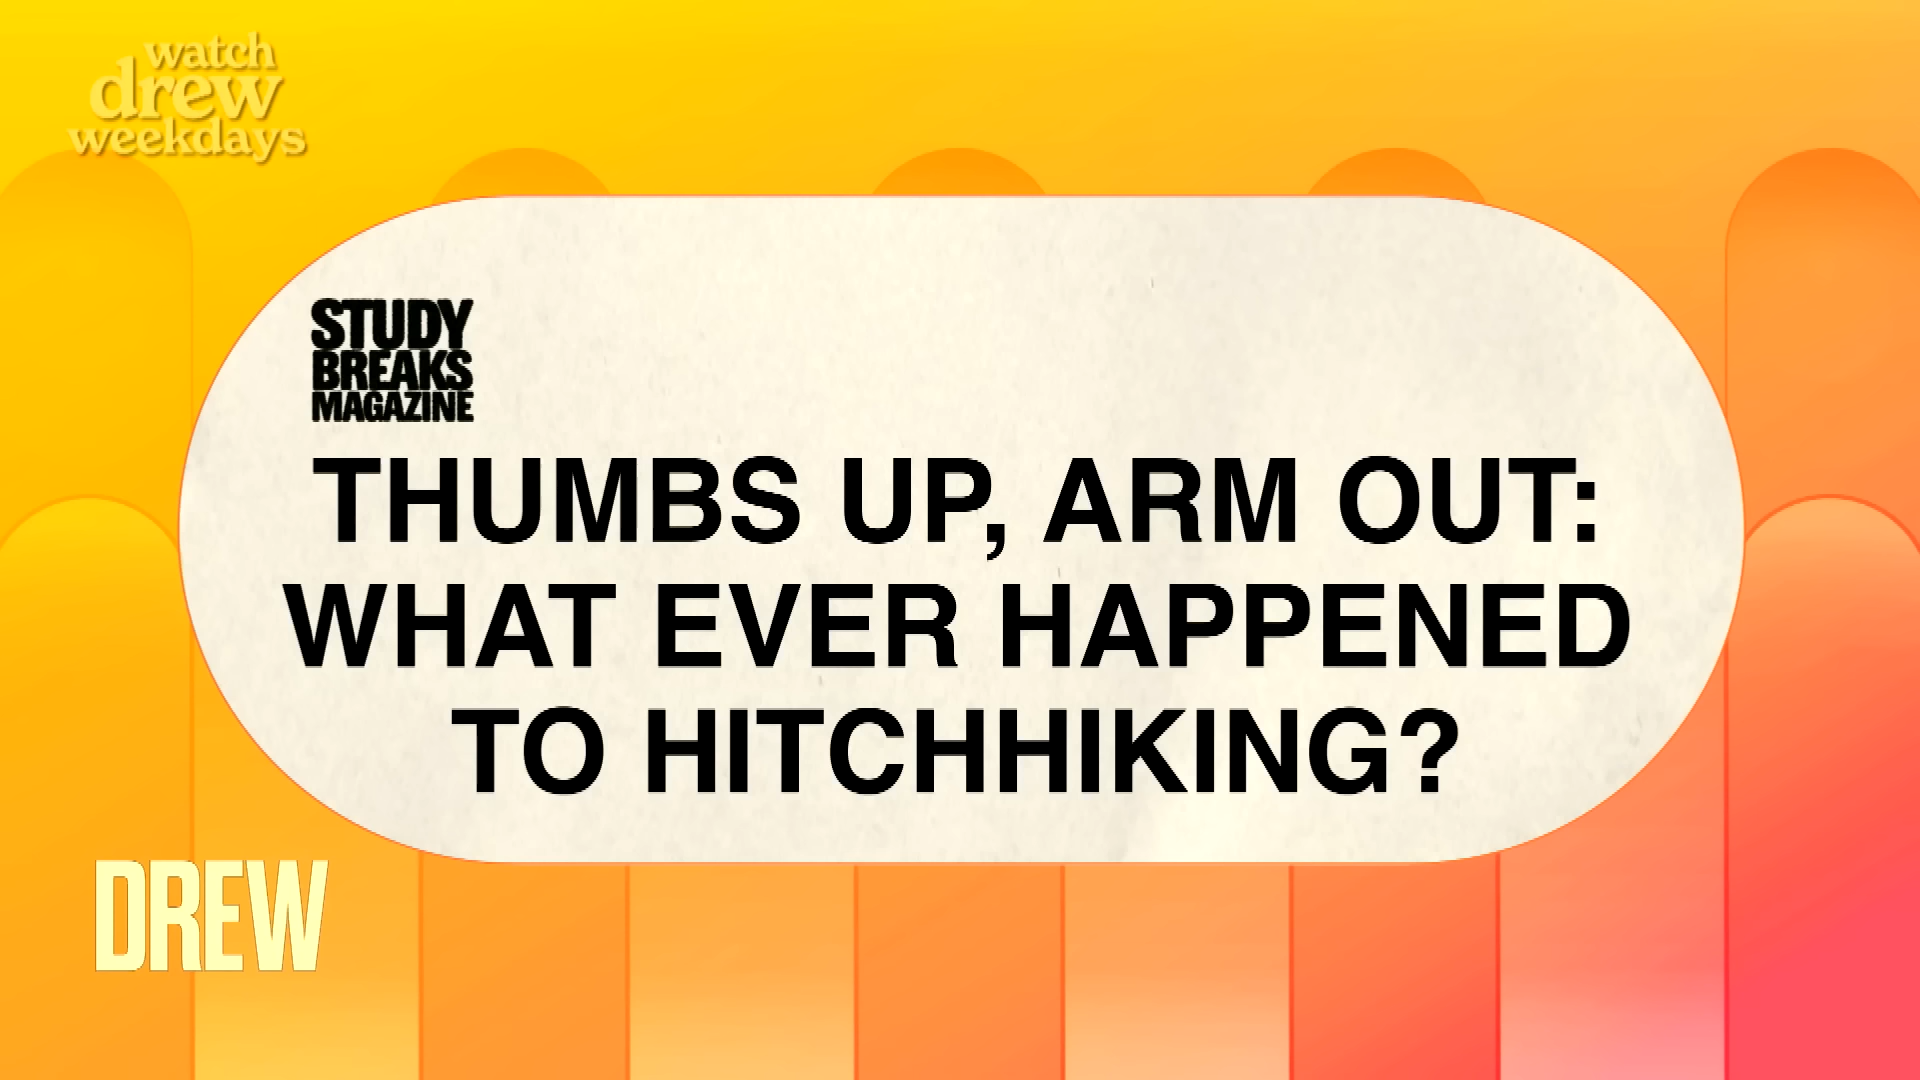 watch
drew
weekdays
STUDY
BREAKS
MAGAZINE
THUMBS UP, ARM OUT:
WHAT EVER HAPPENED
TO HITCHHIKING?
DREW